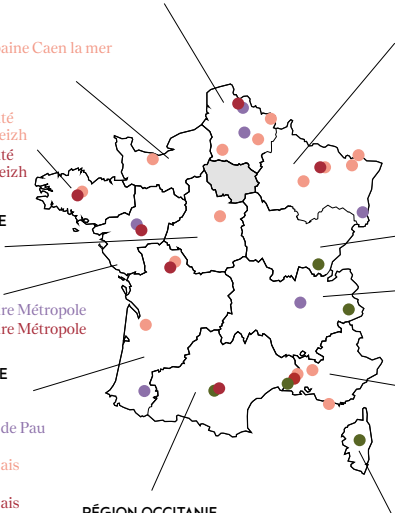 aine Caen la mer
té
eizh
té
eizh
E
re Métropole
re Métropole
E
de Pau
ais
ais
RÉGION OCCITANIE